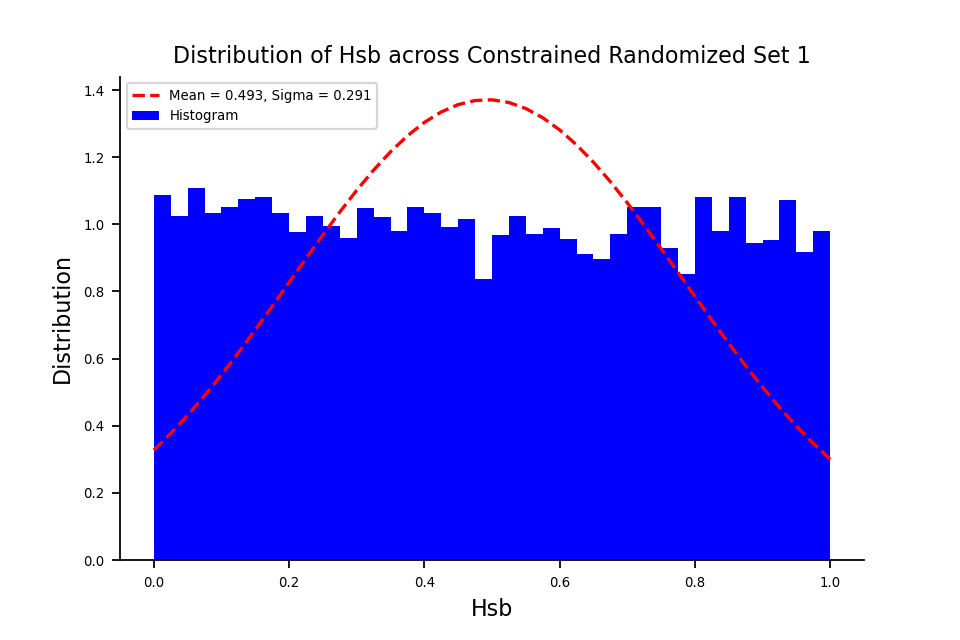 Distribution of Hsb across Constrained Randomized Set 1
Mean = 0.493, Sigma = 0.291
Histogram
1.4
1.2
1.0
0.8
0.6
0.4
0.2
0.0
Distribution
0.0 0.2 0.4 0.6 0.8 1.0
Hsb